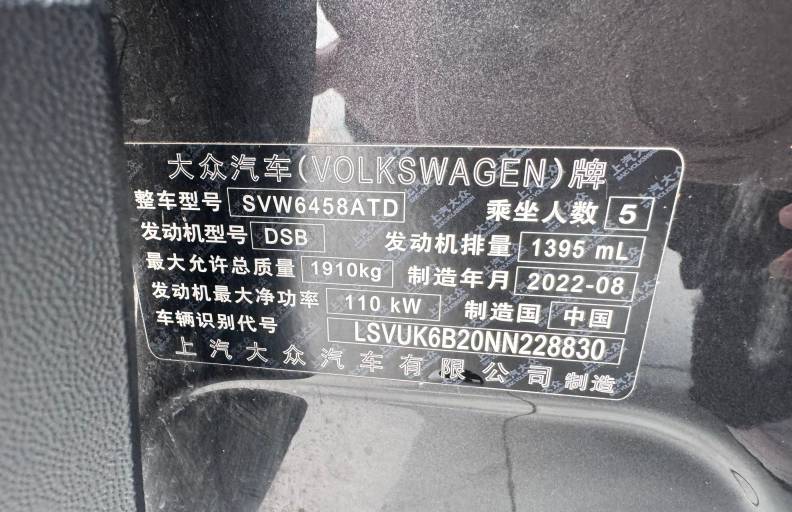 大众汽车(VOLKSWAGEN)牌
整车型号 SVW6458ATD 乘坐人数 5
发动机型号 DSB 发动机排量 1395 mL
最大允许总质量 1910kg 制造年月 2022-08
发动机最大净功率 110 kW 制造国 中国
车辆识别代号 LSVUK6B20NN228830
上汽大众汽车有限公司 制造